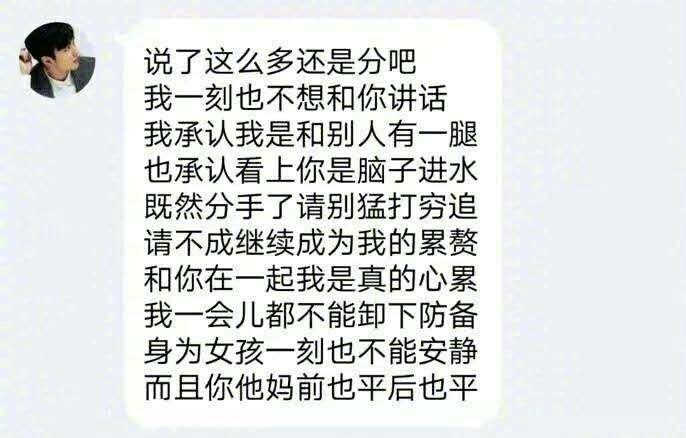 说了这么多还是分吧
我一刻也不想和你讲话
我承认我是和别人有一腿
也承认看上你是脑子进水
既然分手了请别猛打穷追
请不成继续成为我的累赘
和你在一起我是真的心累
我一会儿都不能卸下防备
身为女孩一刻也不能安静
而且你他妈前也平后也平